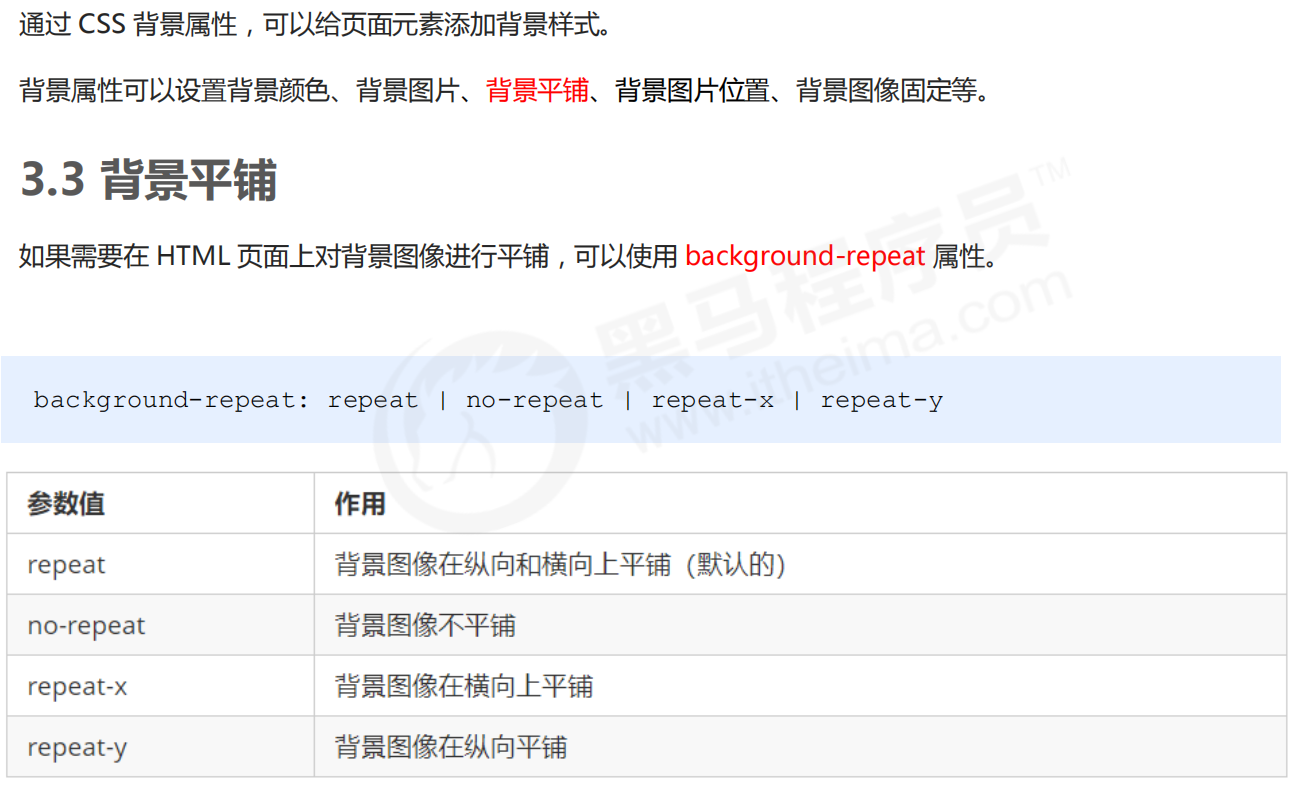 通过 CSS 背景属性，可以给页面元素添加背景样式。
背景属性可以设置背景颜色、背景图片、背景平铺、背景图片位置、背景图像固定等。
3.3 背景平铺
如果需要在 HTML 页面上对背景图像进行平铺，可以使用 background-repeat 属性。
黑马程序员™
www.itheima.com
background-repeat: repeat | no-repeat | repeat-x | repeat-y
参数值 作用
repeat 背景图像在纵向和横向上平铺（默认的）
no-repeat 背景图像不平铺
repeat-x 背景图像在横向上平铺
repeat-y 背景图像在纵向平铺